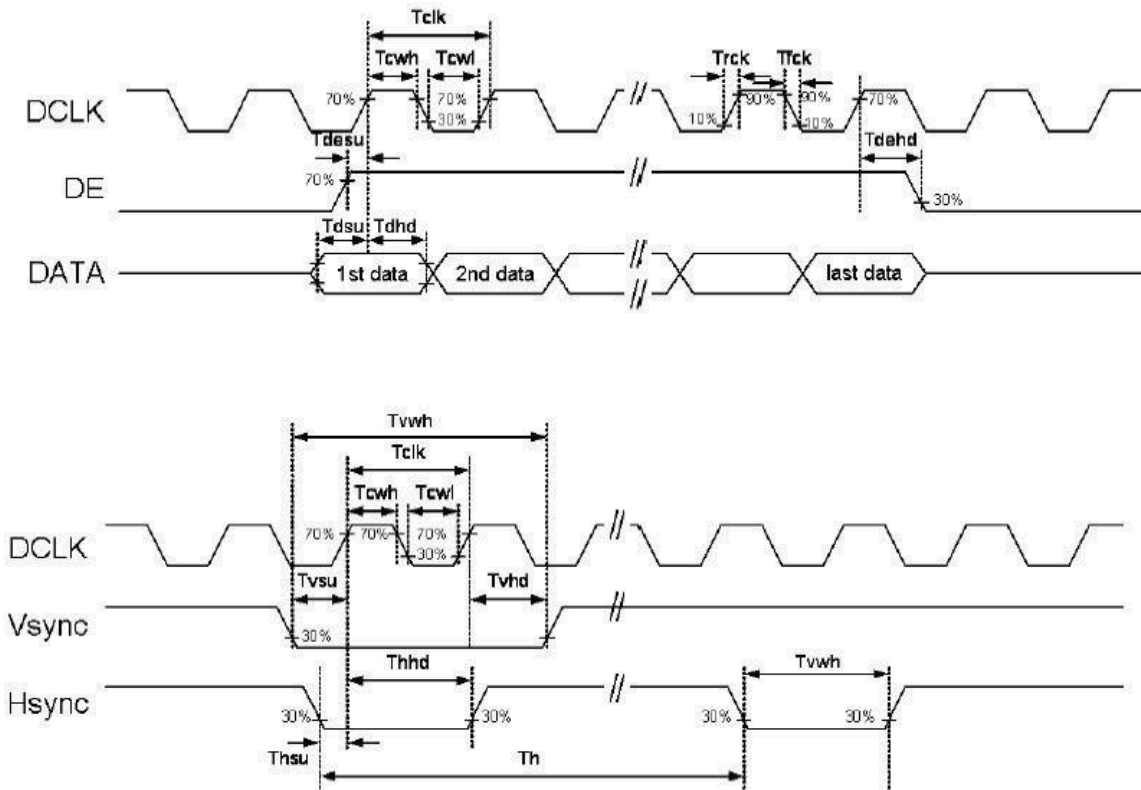 Tclk
Tcwh Tcwl Trck Tfck
DCLK 70% 70% 30% 10% 90% 90% 10% 70%
Tdesu Tdehd
DE 70% 30%
Tdsu Tdhd
DATA 1st data 2nd data last data
Tvwh
Tclk
Tcwh Tcwl
DCLK 70% 70% 70% 30%
Tvsu Tvhd
Vsync 30%
Thhd Tvwh
Hsync 30% 30% 30% 30%
Thsu Th